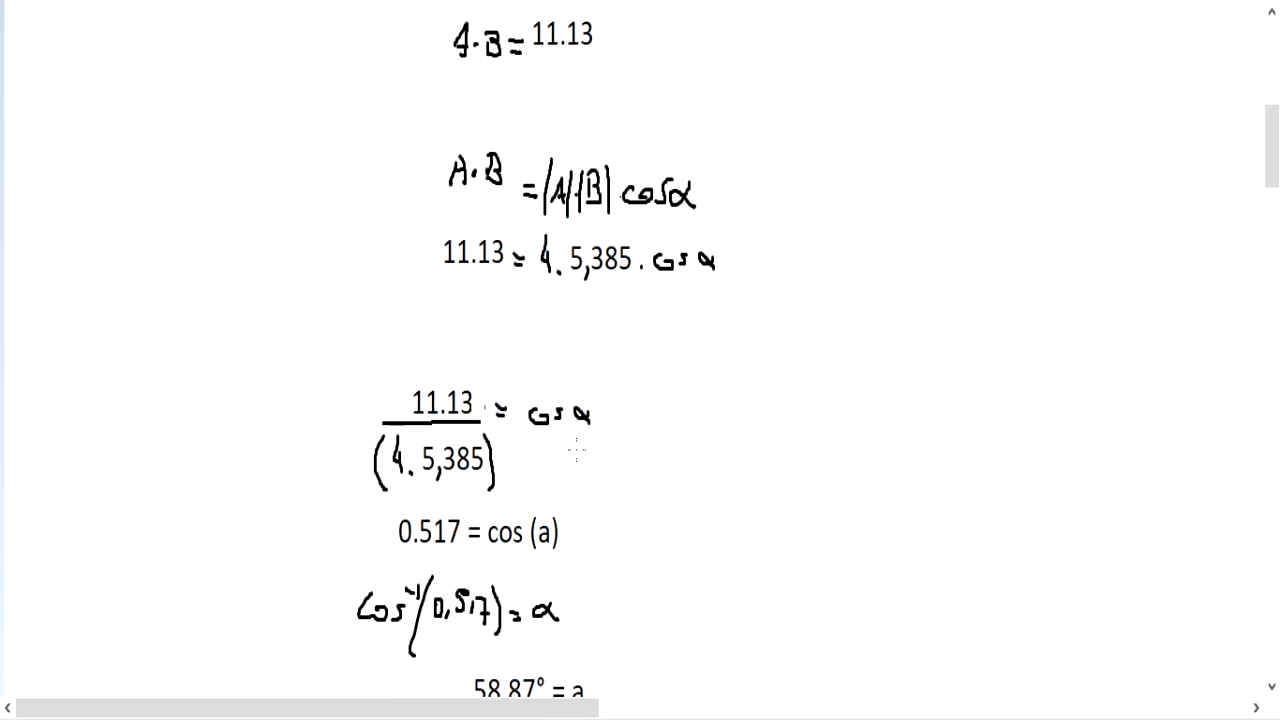 A·B = 11.13
A·B = |A|·|B| cosα
11.13 = 4. 5,385 . cos α
11.13 = cos α
(4. 5,385)
0.517 = cos (a)
cos⁻¹(0,517) = α
58.87° = a